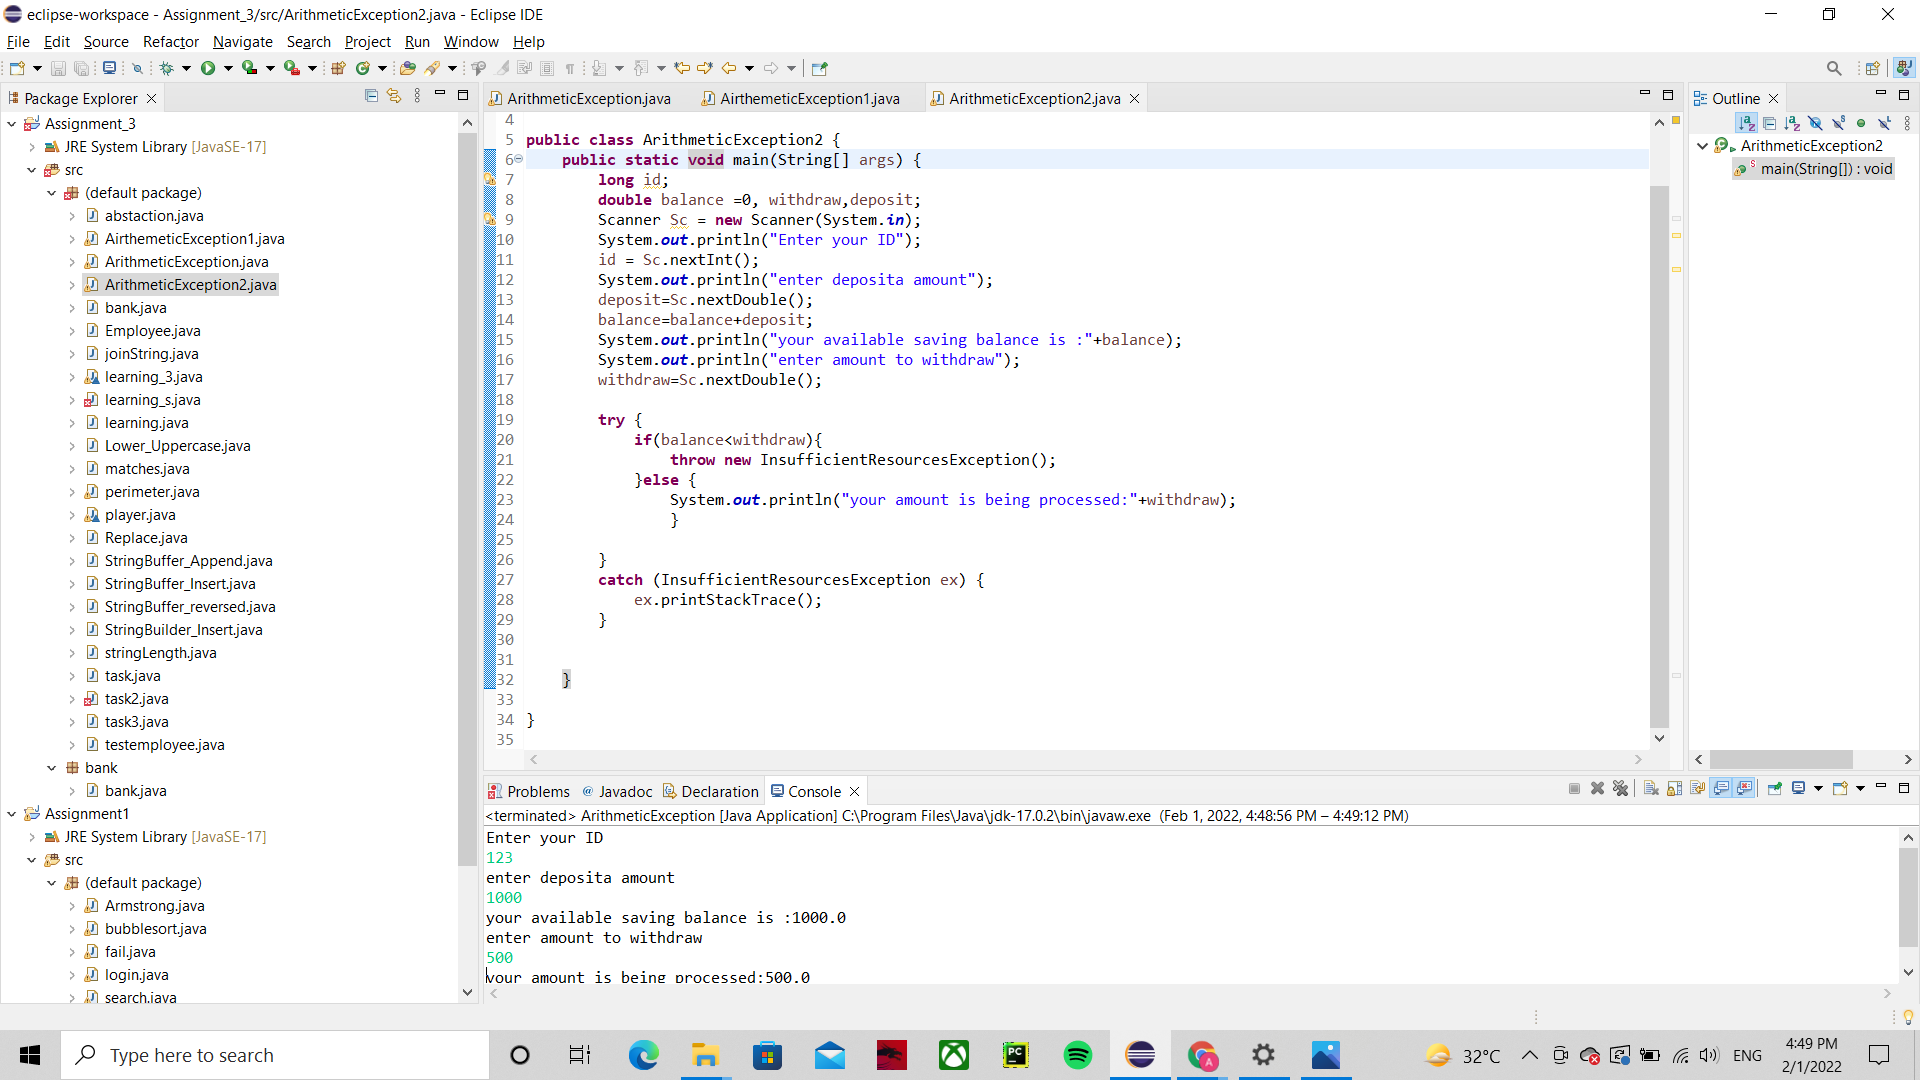 eclipse-workspace - Assignment_3/src/ArithmeticException2.java - Eclipse IDE
File Edit Source Refactor Navigate Search Project Run Window Help
Package Explorer
Assignment_3
JRE System Library [JavaSE-17]
src
(default package)
abstaction.java
AirthemeticException1.java
ArithmeticException.java
ArithmeticException2.java
bank.java
Employee.java
joinString.java
learning_3.java
learning_s.java
learning.java
Lower_Uppercase.java
matches.java
perimeter.java
player.java
Replace.java
StringBuffer_Append.java
StringBuffer_Insert.java
StringBuffer_reversed.java
StringBuilder_Insert.java
stringLength.java
task.java
task2.java
task3.java
testemployee.java
bank
bank.java
Assignment1
JRE System Library [JavaSE-17]
src
(default package)
Armstrong.java
bubblesort.java
fail.java
login.java
search.java
ArithmeticException.java AirthemeticException1.java ArithmeticException2.java
4
5 public class ArithmeticException2 {
6 public static void main(String[] args) {
7 long id;
8 double balance =0, withdraw,deposit;
9 Scanner Sc = new Scanner(System.in);
10 System.out.println("Enter your ID");
11 id = Sc.nextInt();
12 System.out.println("enter deposita amount");
13 deposit=Sc.nextDouble();
14 balance=balance+deposit;
15 System.out.println("your available saving balance is :"+balance);
16 System.out.println("enter amount to withdraw");
17 withdraw=Sc.nextDouble();
18
19 try {
20 if(balance<withdraw){
21 throw new InsufficientResourcesException();
22 }else {
23 System.out.println("your amount is being processed:"+withdraw);
24 }
25
26 }
27 catch (InsufficientResourcesException ex) {
28 ex.printStackTrace();
29 }
30
31
32 }
33
34 }
35
Outline
ArithmeticException2
main(String[]) : void
Problems @ Javadoc Declaration Console
<terminated> ArithmeticException [Java Application] C:\Program Files\Java\jdk-17.0.2\bin\javaw.exe (Feb 1, 2022, 4:48:56 PM – 4:49:12 PM)
Enter your ID
123
enter deposita amount
1000
your available saving balance is :1000.0
enter amount to withdraw
500
your amount is being processed:500.0
Type here to search
32°C
ENG
4:49 PM
2/1/2022